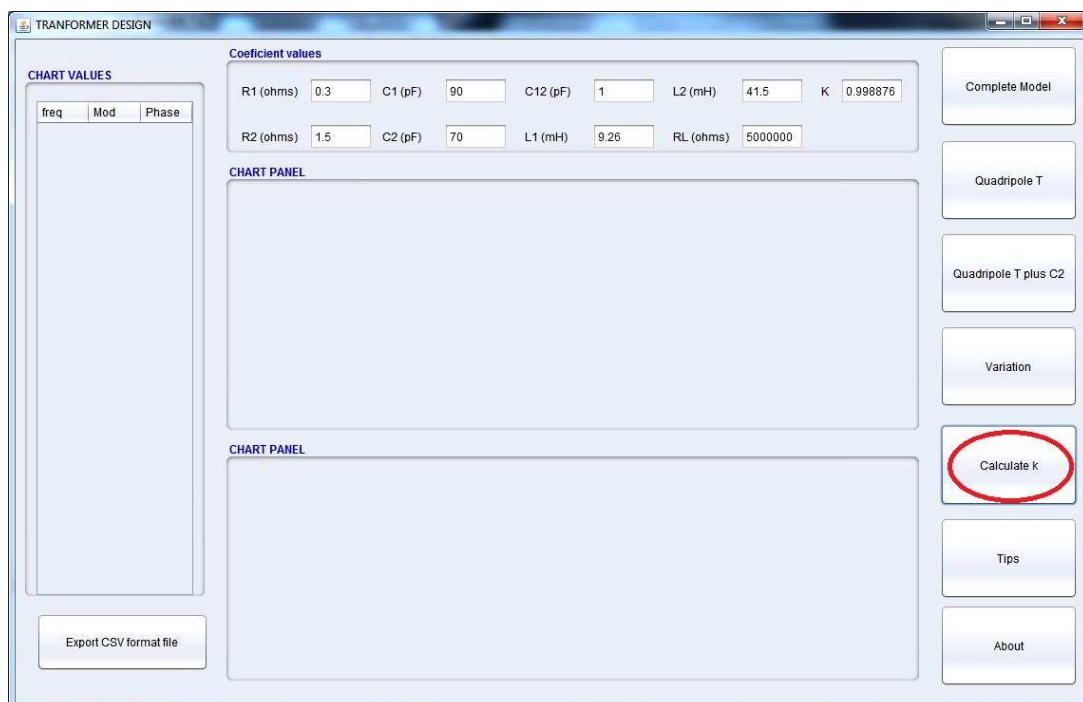 TRANFORMER DESIGN
CHART VALUES
freq Mod Phase
Export CSV format file
Coeficient values
R1 (ohms) 0.3 C1 (pF) 90 C12 (pF) 1 L2 (mH) 41.5 K 0.998876
R2 (ohms) 1.5 C2 (pF) 70 L1 (mH) 9.26 RL (ohms) 5000000
CHART PANEL
CHART PANEL
Complete Model
Quadripole T
Quadripole T plus C2
Variation
Calculate k
Tips
About